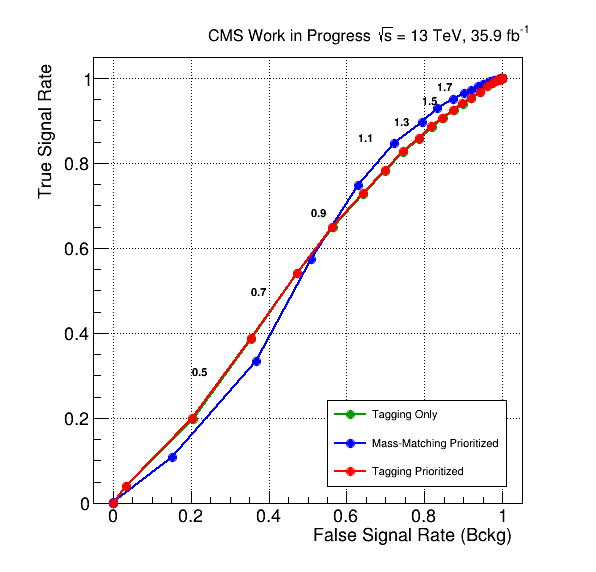 CMS Work in Progress √s = 13 TeV, 35.9 fb⁻¹
True Signal Rate
1
0.8
0.6
0.4
0.2
0
1.7
1.5
1.3
1.1
0.9
0.7
0.5
Tagging Only
Mass-Matching Prioritized
Tagging Prioritized
0 0.2 0.4 0.6 0.8 1
False Signal Rate (Bckg)